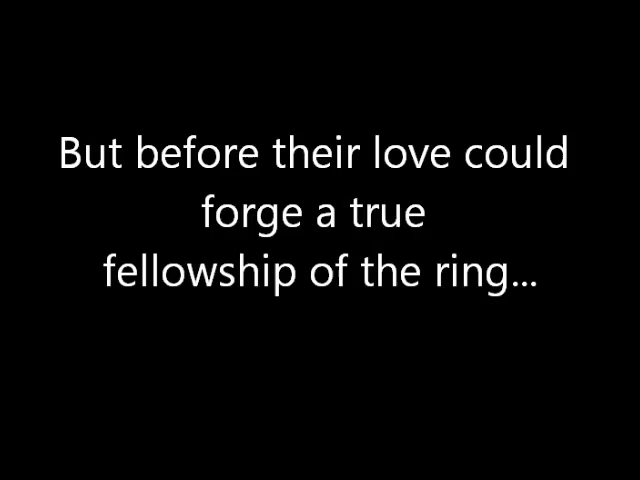 But before their love could
forge a true
fellowship of the ring...